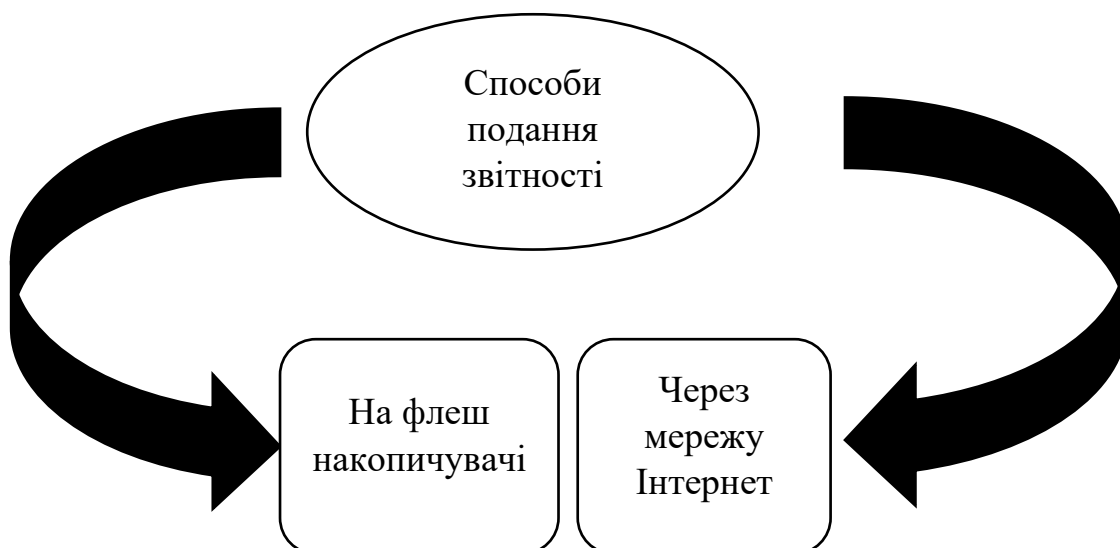 Способи
подання
звітності
На флеш
накопичувачі
Через
мережу
Інтернет